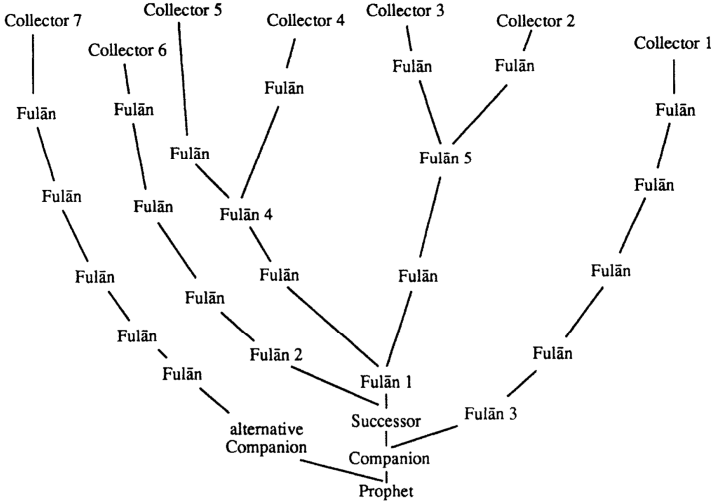 Collector 7
Collector 5
Collector 4
Collector 3
Collector 2
Collector 6
Collector 1
Fulān
Fulān
Fulān
Fulān
Fulān
Fulān
Fulān
Fulān 5
Fulān
Fulān
Fulān
Fulān 4
Fulān
Fulān
Fulān
Fulān
Fulān
Fulān
Fulān
Fulān 2
Fulān
Fulān
Fulān 1
Fulān 3
Successor
alternative
Companion
Companion
Prophet